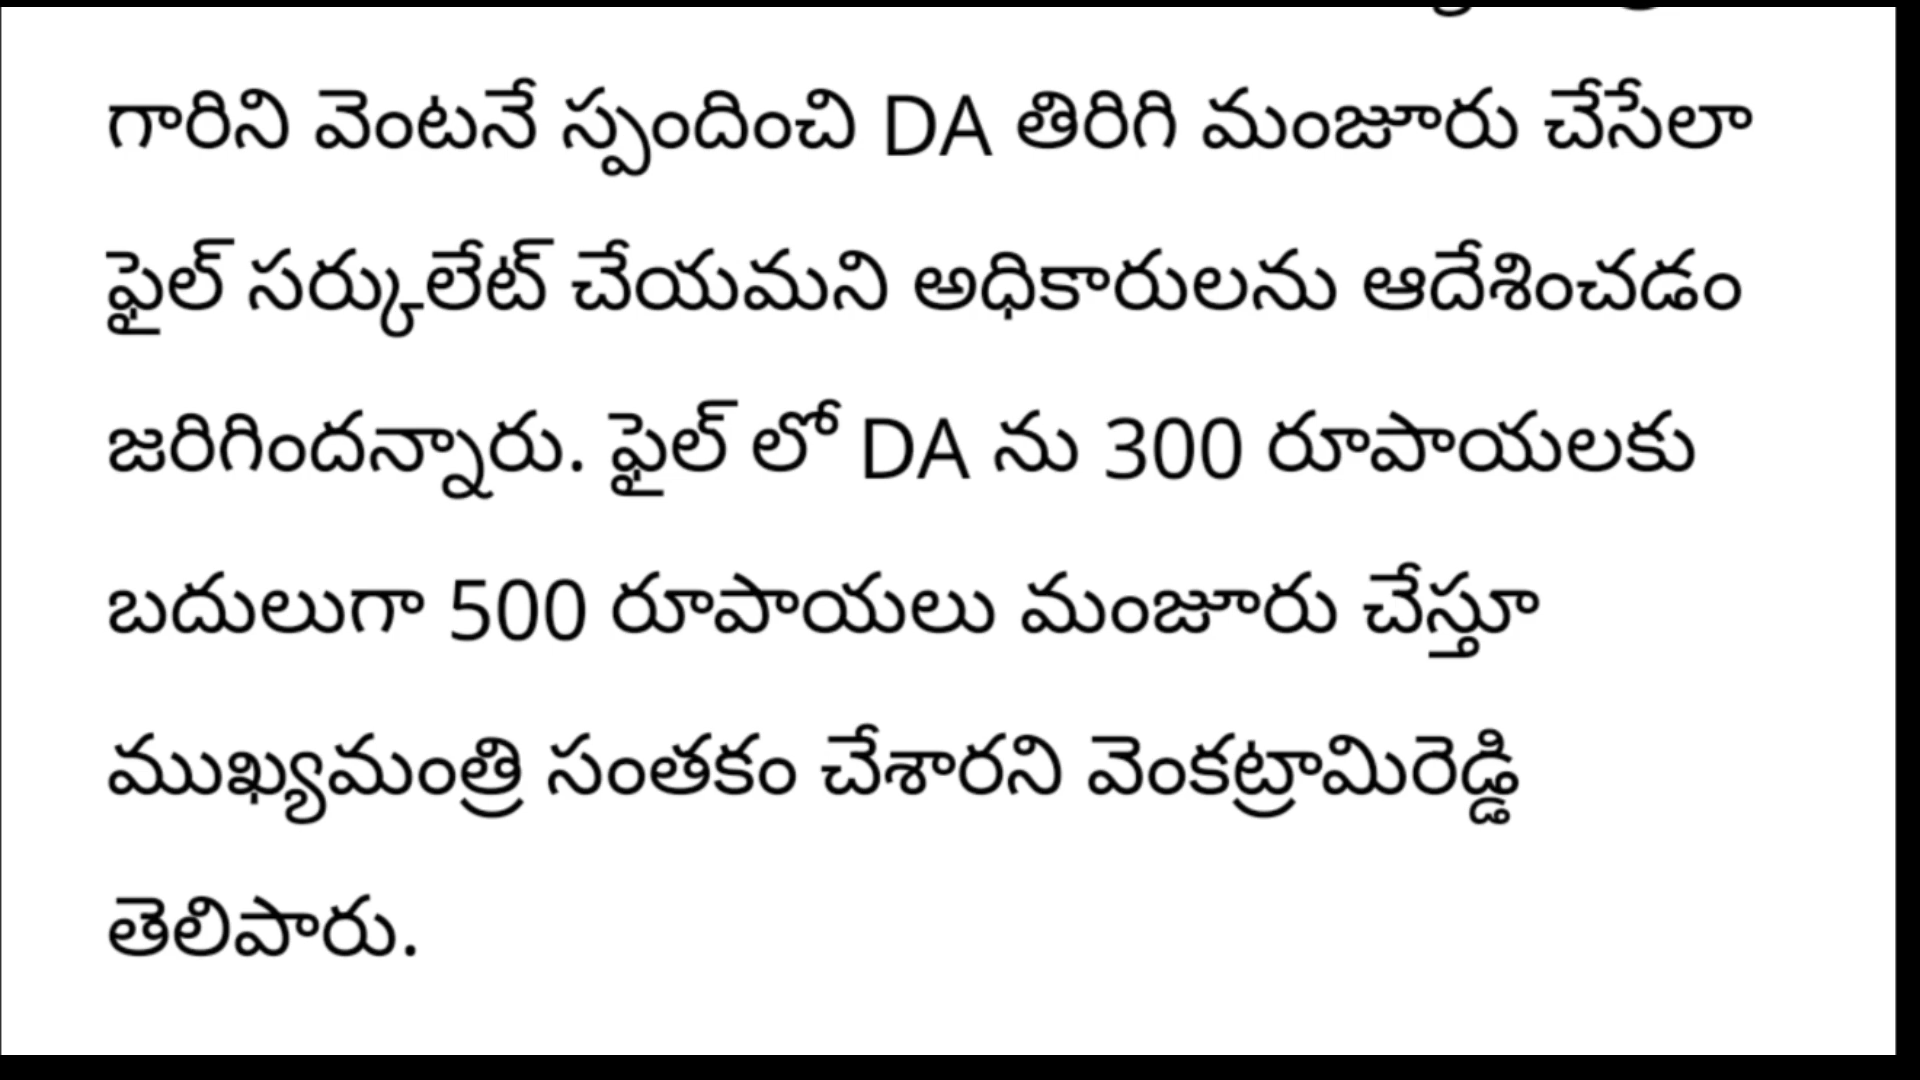 గారిని వెంటనే స్పందించి DA తిరిగి మంజూరు చేసేలా
ఫైల్ సర్కులేట్ చేయమని అధికారులను ఆదేశించడం
జరిగిందన్నారు. ఫైల్ లో DA ను 300 రూపాయలకు
బదులుగా 500 రూపాయలు మంజూరు చేస్తూ
ముఖ్యమంత్రి సంతకం చేశారని వెంకట్రామిరెడ్డి
తెలిపారు.